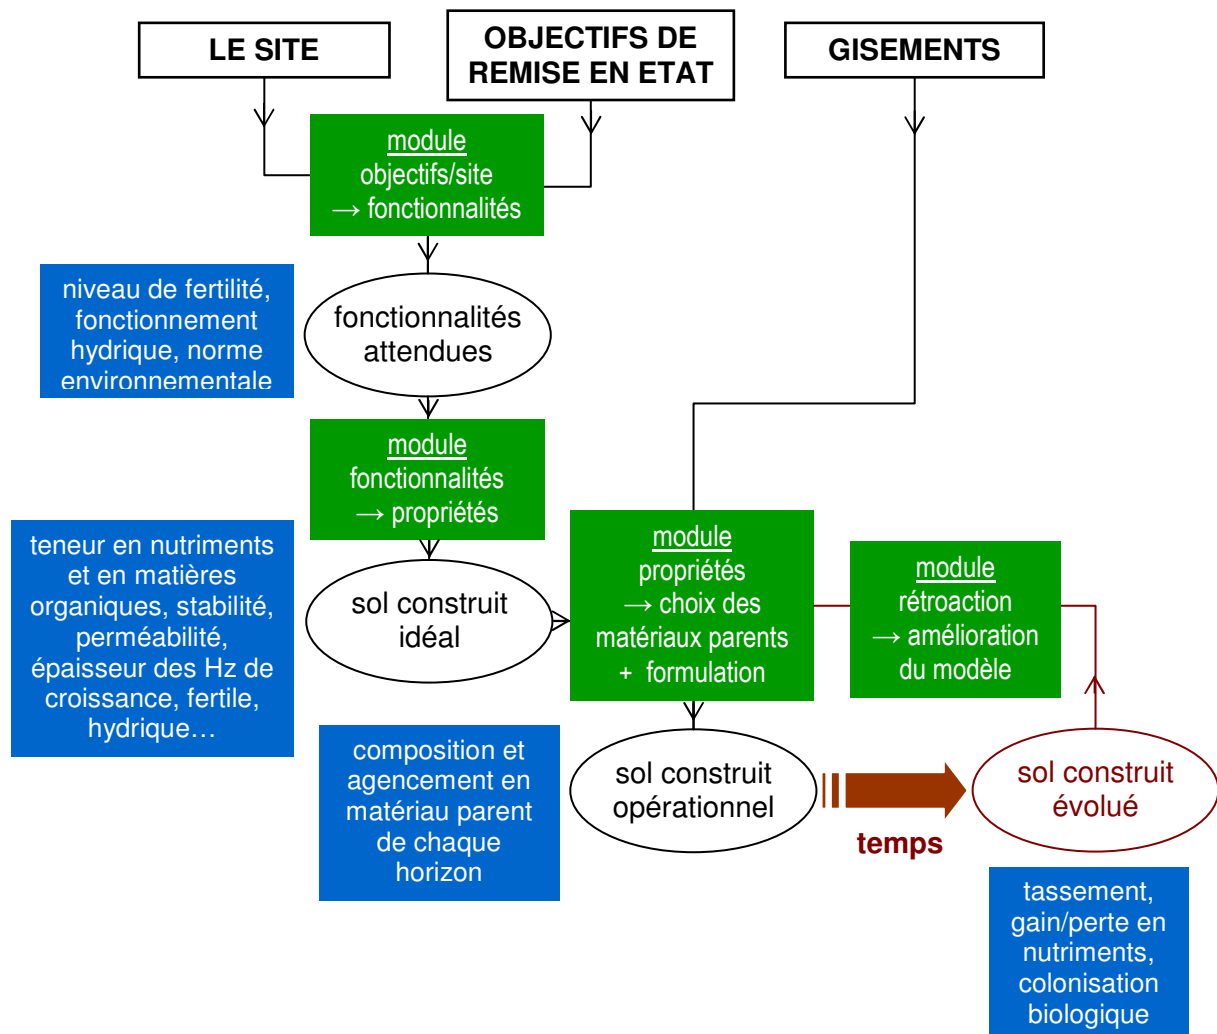 LE SITE
OBJECTIFS DE
REMISE EN ETAT
GISEMENTS
module
objectifs/site
→ fonctionnalités
niveau de fertilité,
fonctionnement
hydrique, norme
environnementale
fonctionnalités
attendues
module
fonctionnalités
→ propriétés
teneur en nutriments
et en matières
organiques, stabilité,
perméabilité,
épaisseur des Hz de
croissance, fertile,
hydrique…
sol construit
idéal
module
propriétés
→ choix des
matériaux parents
+ formulation
module
rétroaction
→ amélioration
du modèle
composition et
agencement en
matériau parent
de chaque
horizon
sol construit
opérationnel
temps
sol construit
évolué
tassement,
gain/perte en
nutriments,
colonisation
biologique